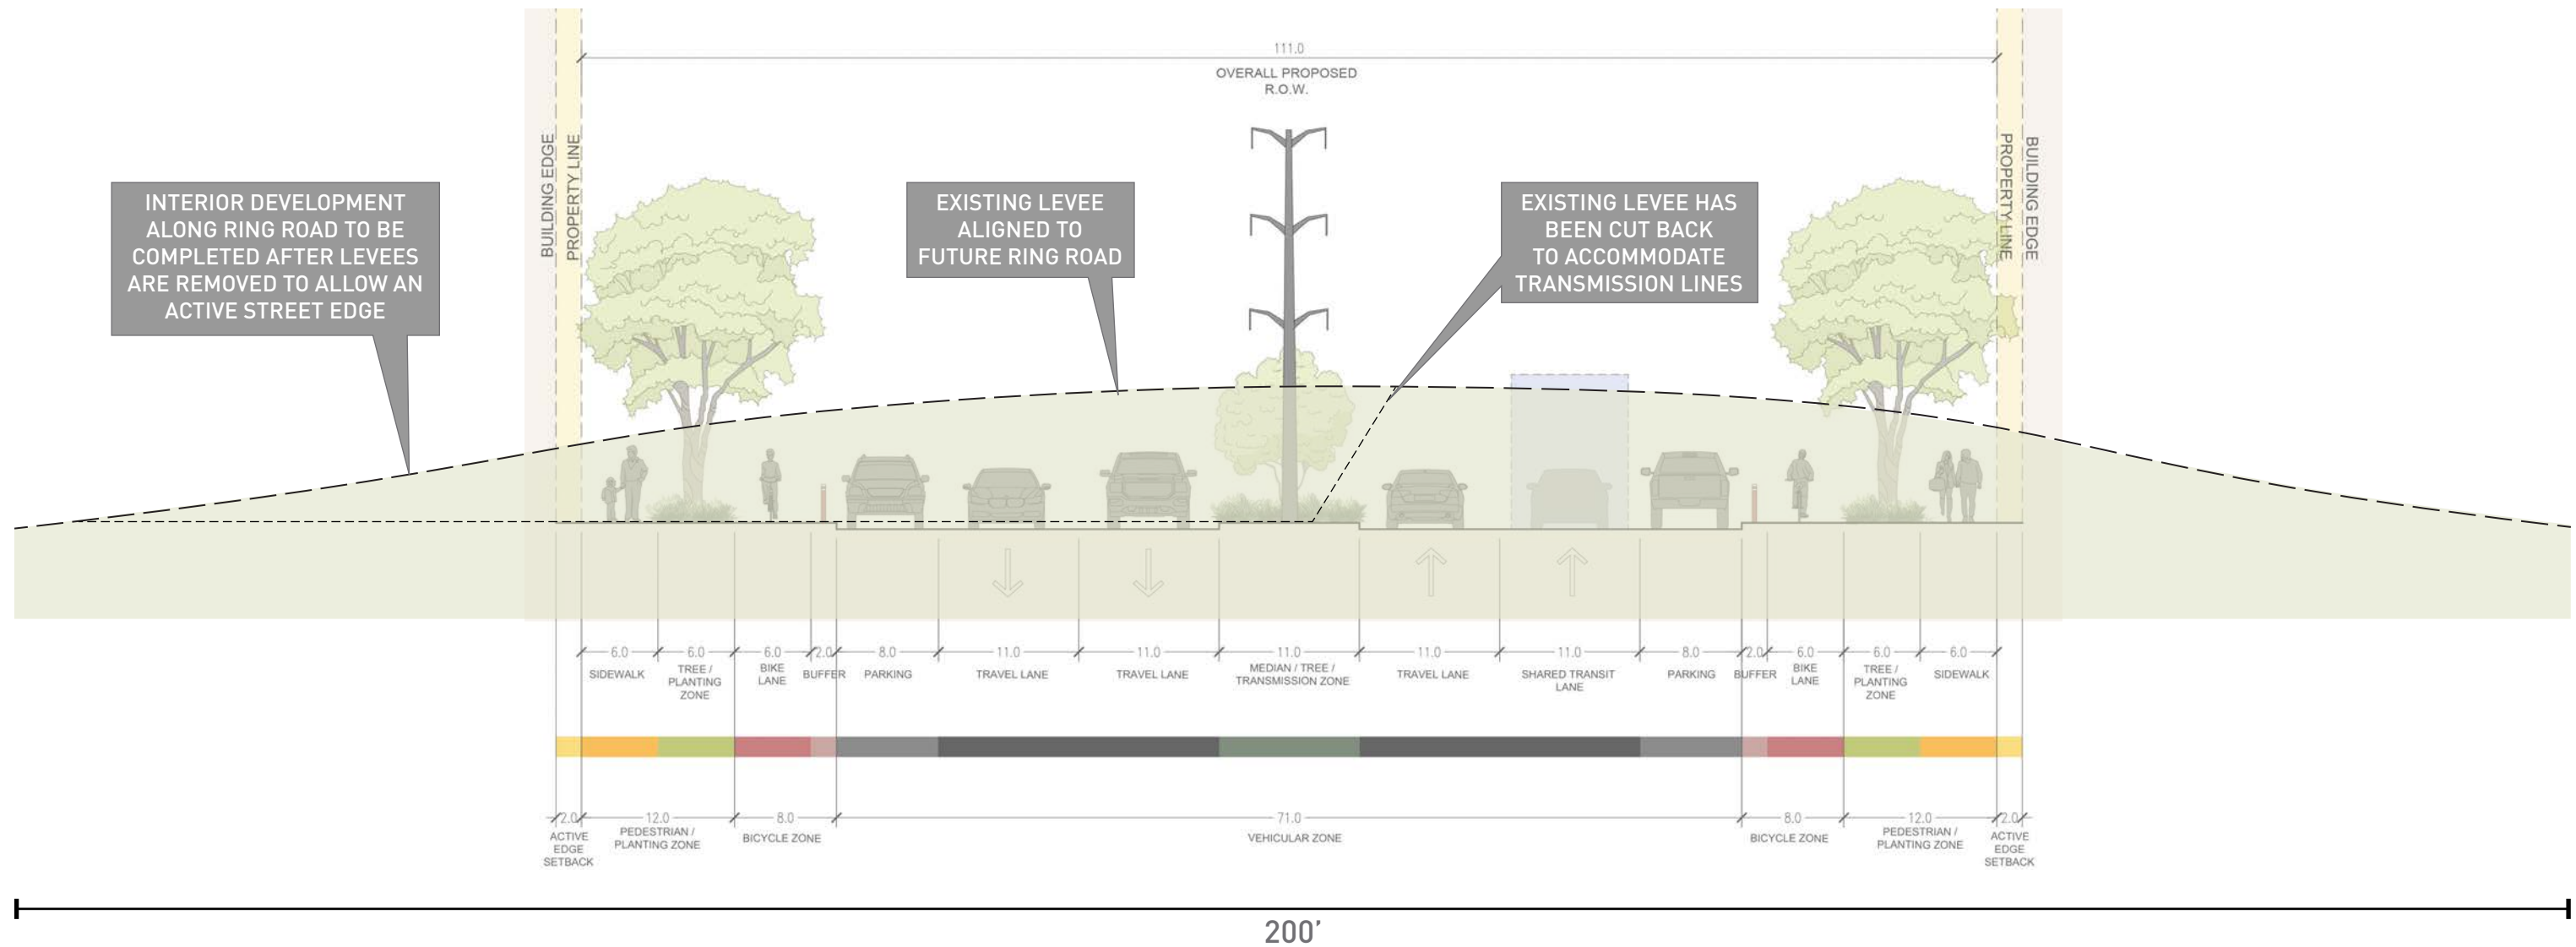 111.0
OVERALL PROPOSED
R.O.W.
BUILDING EDGE
PROPERTY LINE
PROPERTY LINE
BUILDING EDGE
INTERIOR DEVELOPMENT
ALONG RING ROAD TO BE
COMPLETED AFTER LEVEES
ARE REMOVED TO ALLOW AN
ACTIVE STREET EDGE
EXISTING LEVEE
ALIGNED TO
FUTURE RING ROAD
EXISTING LEVEE HAS
BEEN CUT BACK
TO ACCOMMODATE
TRANSMISSION LINES
6.0
SIDEWALK
6.0
TREE /
PLANTING
ZONE
6.0
BIKE
LANE
2.0
BUFFER
8.0
PARKING
11.0
TRAVEL LANE
11.0
TRAVEL LANE
11.0
MEDIAN / TREE /
TRANSMISSION ZONE
11.0
TRAVEL LANE
11.0
SHARED TRANSIT
LANE
8.0
PARKING
2.0
BUFFER
6.0
BIKE
LANE
6.0
TREE /
PLANTING
ZONE
6.0
SIDEWALK
2.0
ACTIVE
EDGE
SETBACK
12.0
PEDESTRIAN /
PLANTING ZONE
8.0
BICYCLE ZONE
71.0
VEHICULAR ZONE
8.0
BICYCLE ZONE
12.0
PEDESTRIAN /
PLANTING ZONE
2.0
ACTIVE
EDGE
SETBACK
200’